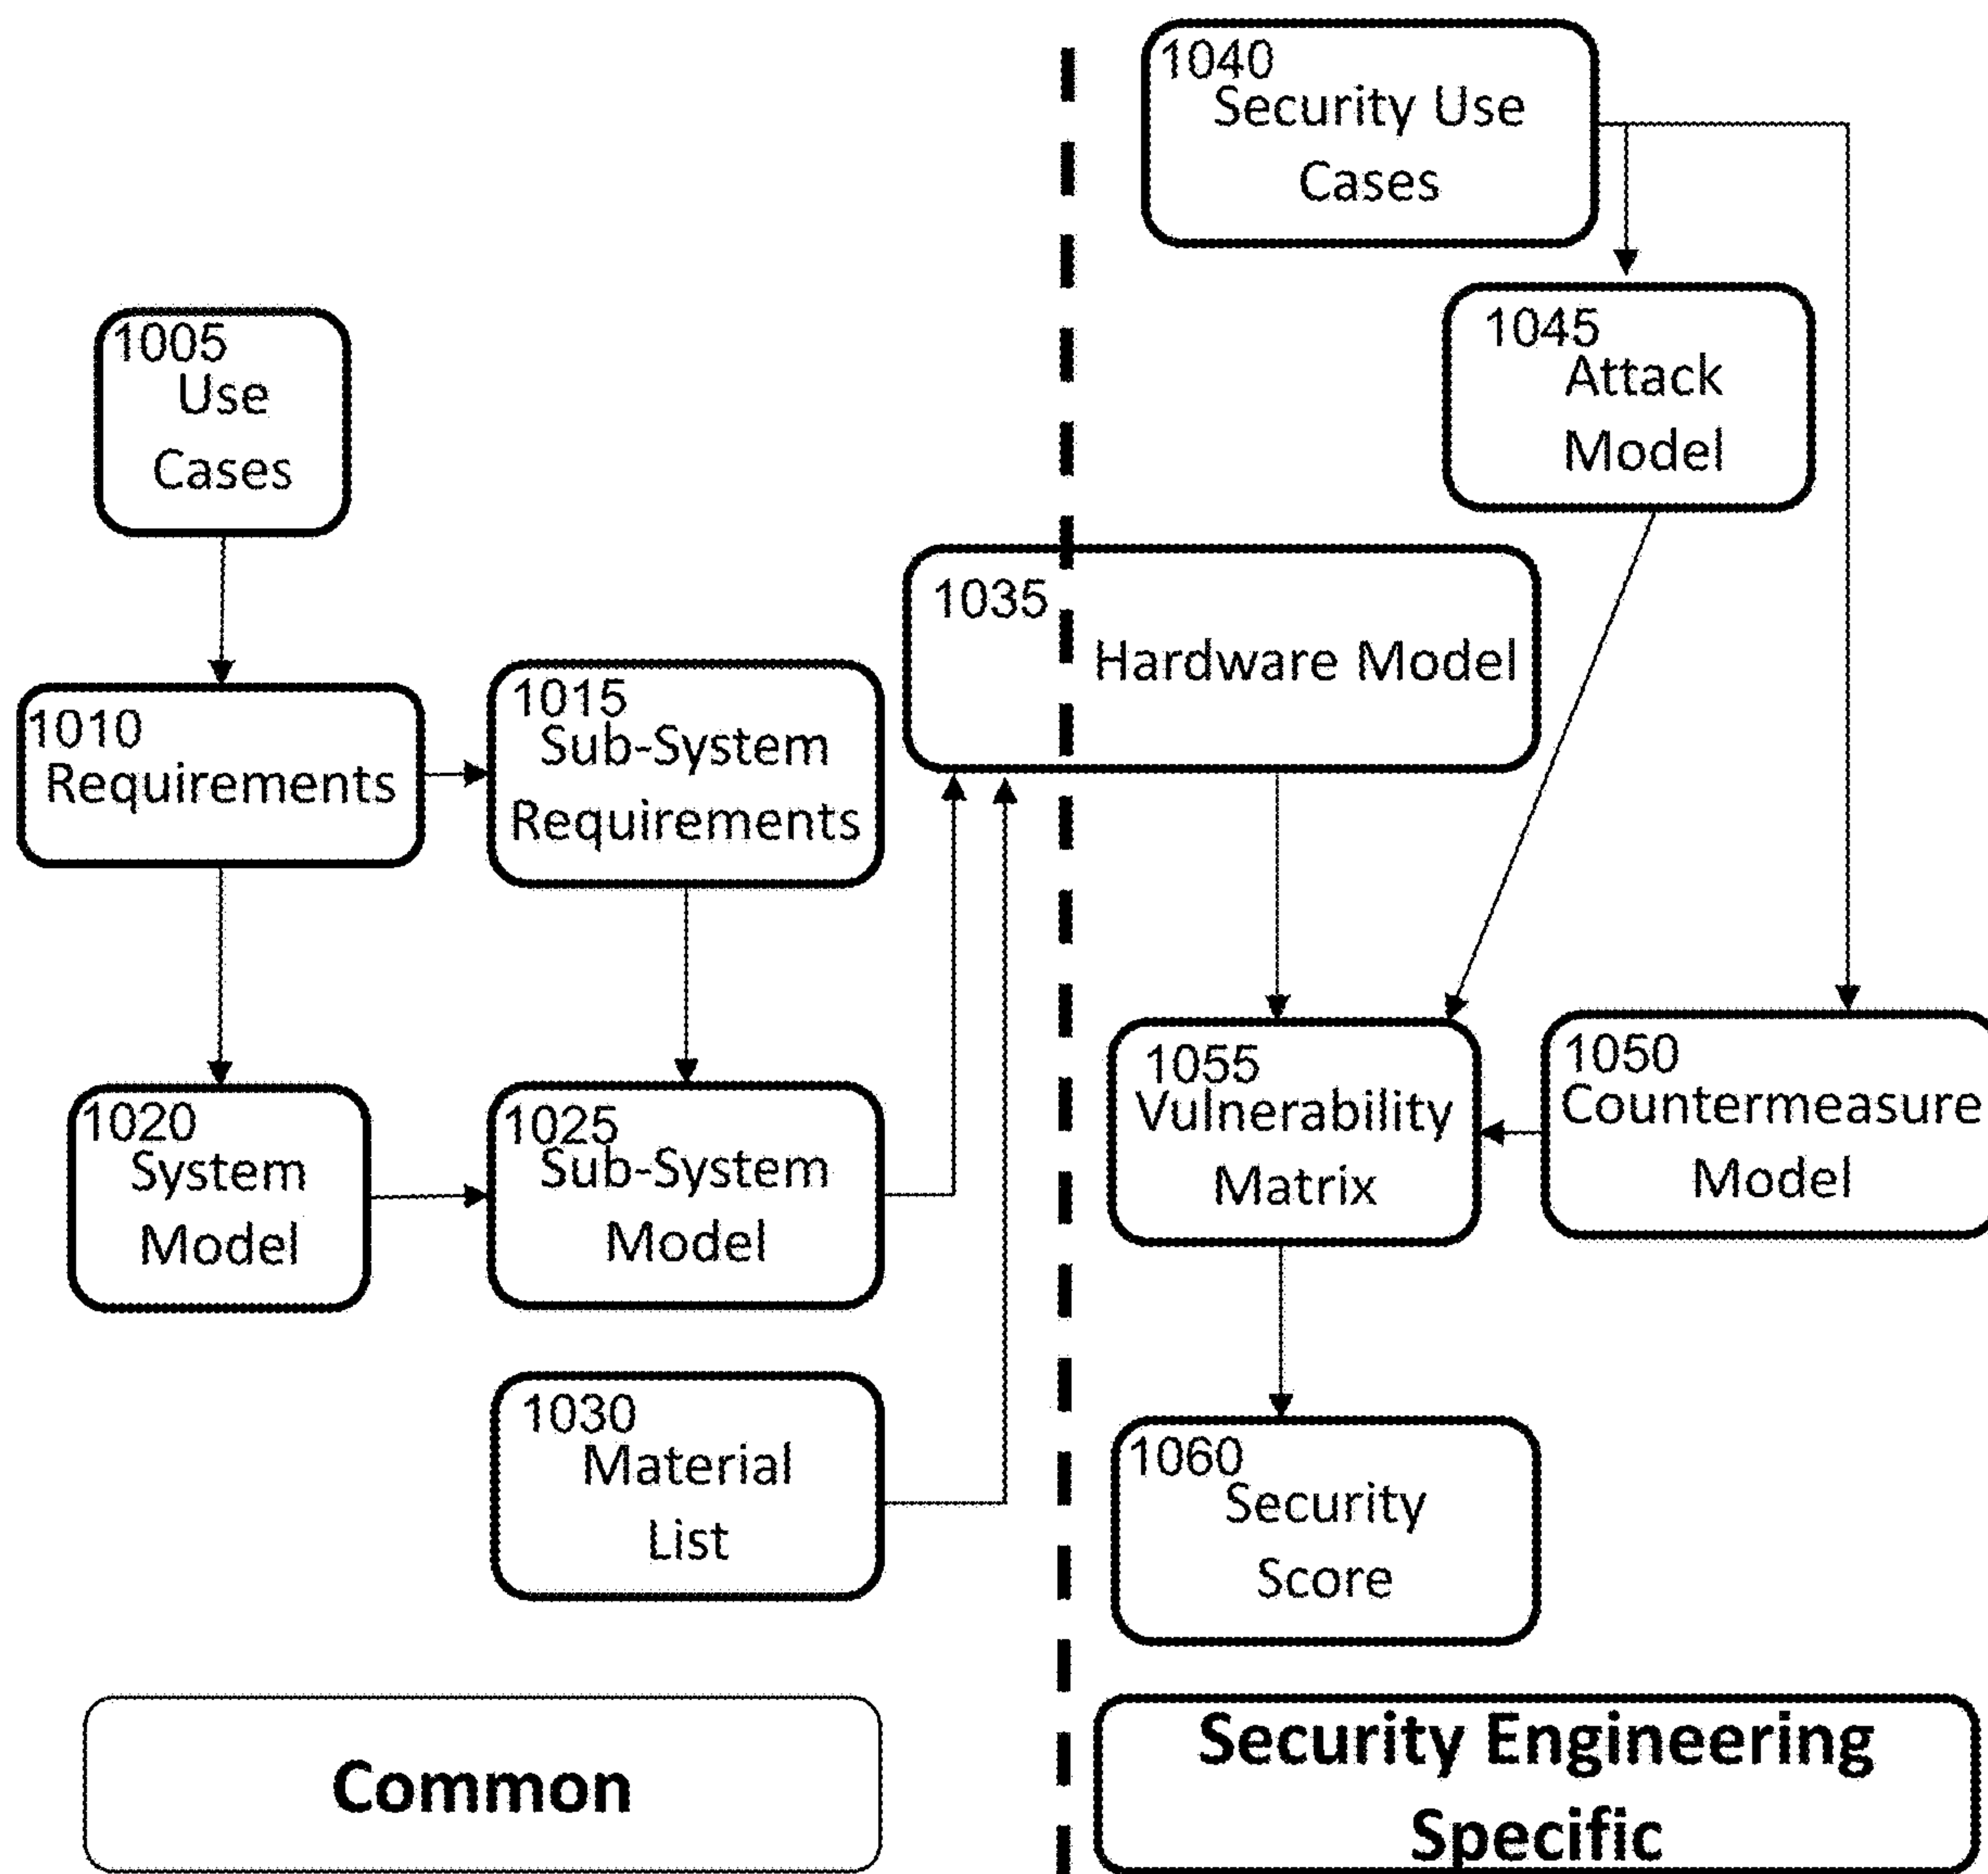 1040
Security Use
Cases
1005
Use
Cases
1045
Attack
Model
1035
Hardware Model
1010
Requirements
1015
Sub-System
Requirements
1020
System
Model
1025
Sub-System
Model
1055
Vulnerability
Matrix
1050
Countermeasure
Model
1030
Material
List
1060
Security
Score
Common
Security Engineering
Specific